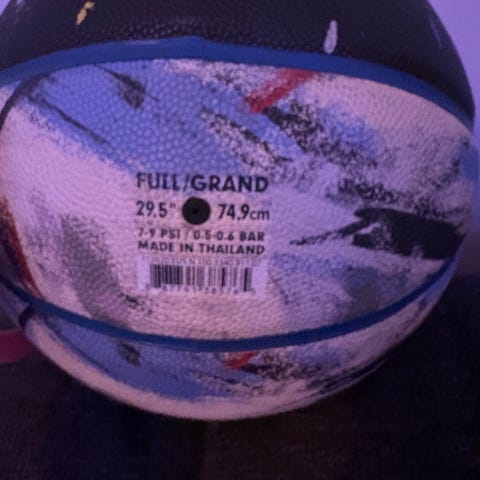 FULL/GRAND
29.5" 74.9cm
7-9 PSI / 0.5-0.6 BAR
MADE IN THAILAND